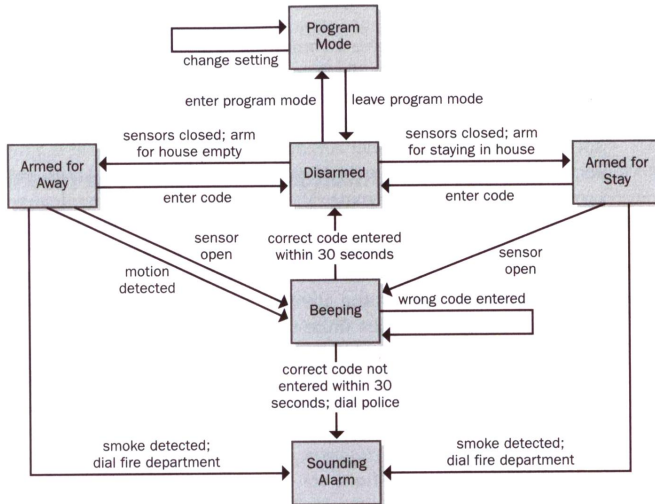 Program
Mode
change setting
enter program mode
leave program mode
sensors closed; arm
for house empty
sensors closed; arm
for staying in house
Armed for
Away
Disarmed
Armed for
Stay
enter code
enter code
sensor
open
correct code entered
within 30 seconds
sensor
open
motion
detected
Beeping
wrong code entered
correct code not
entered within 30
seconds; dial police
smoke detected;
dial fire department
Sounding
Alarm
smoke detected;
dial fire department